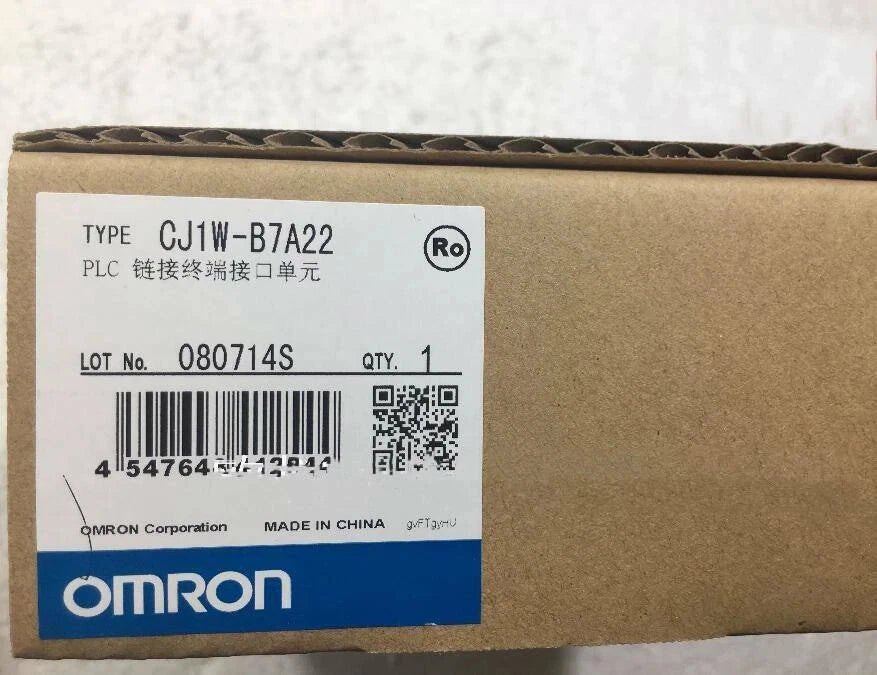 TYPE CJ1W-B7A22
Ro
PLC 链接终端接口单元
LOT No. 080714S QTY. 1
OMRON Corporation MADE IN CHINA gvFTgyHU
OMRON